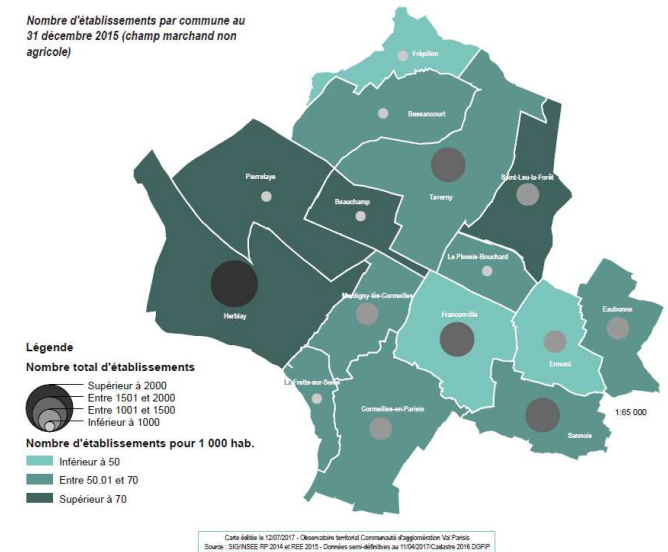 Nombre d'établissements par commune au
31 décembre 2015 (champ marchand non
agricole)
Frépillon
Bessancourt
Pierrelaye
Saint-Leu-la-Forêt
Taverny
Beauchamp
Le Plessis-Bouchard
Montigny-lès-Cormeilles
Herblay
Franconville
Eaubonne
Ermont
La Frette-sur-Seine
Cormeilles-en-Parisis
Sannois
1:65 000
Légende
Nombre total d'établissements
Supérieur à 2000
Entre 1501 et 2000
Entre 1001 et 1500
Inférieur à 1000
Nombre d'établissements pour 1 000 hab.
Inférieur à 50
Entre 50.01 et 70
Supérieur à 70
Carte éditée le 12/07/2017 - Observatoire territorial Communauté d'agglomération Val Parisis
Source : SIG/INSEE RP 2014 et REE 2015 - Données semi-définitives au 11/04/2017/Cadastre 2016 DGFIP